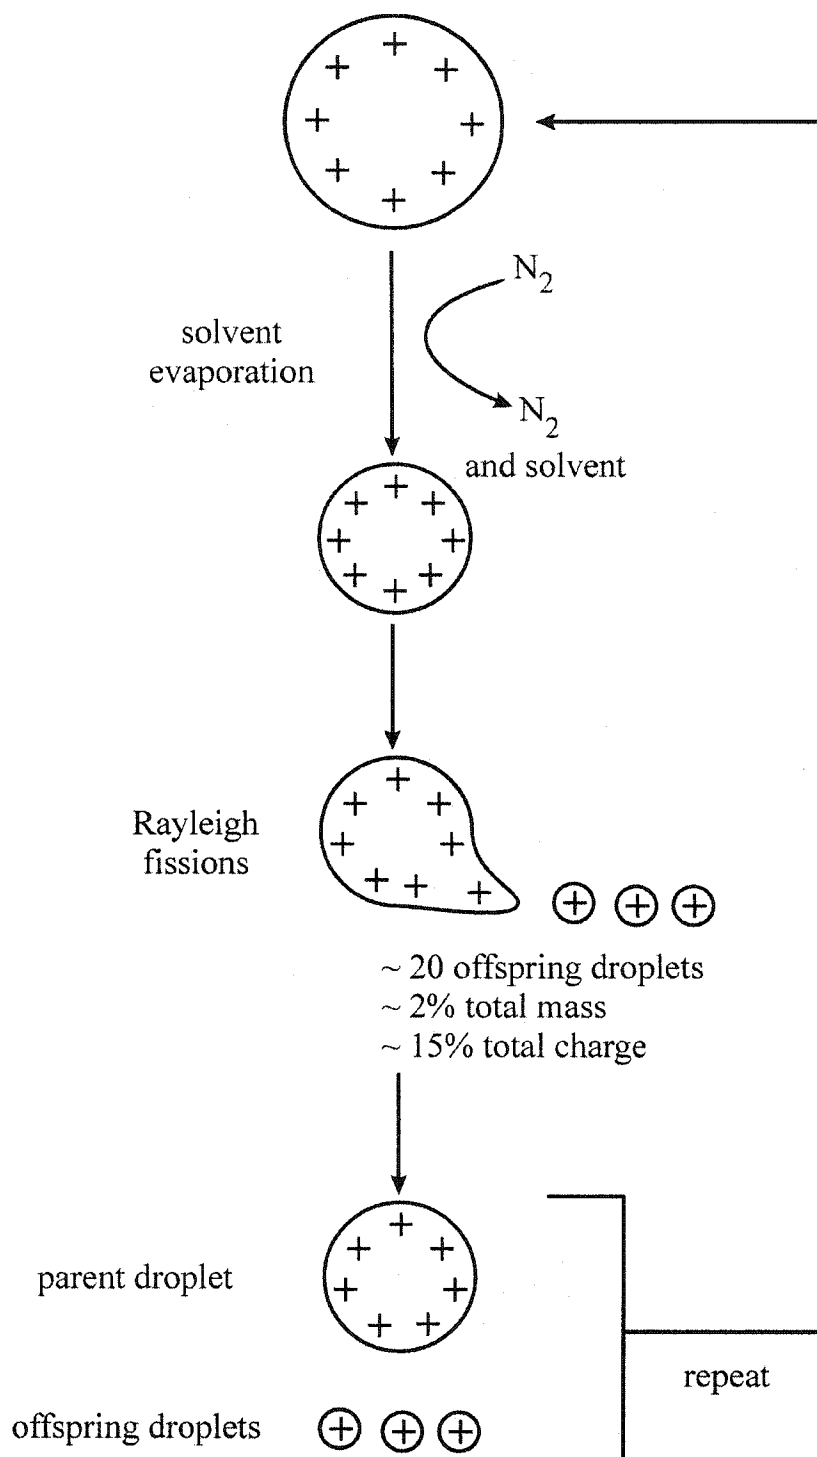 N2
solvent
evaporation
N2
and solvent
Rayleigh
fissions
~ 20 offspring droplets
~ 2% total mass
~ 15% total charge
parent droplet
repeat
offspring droplets